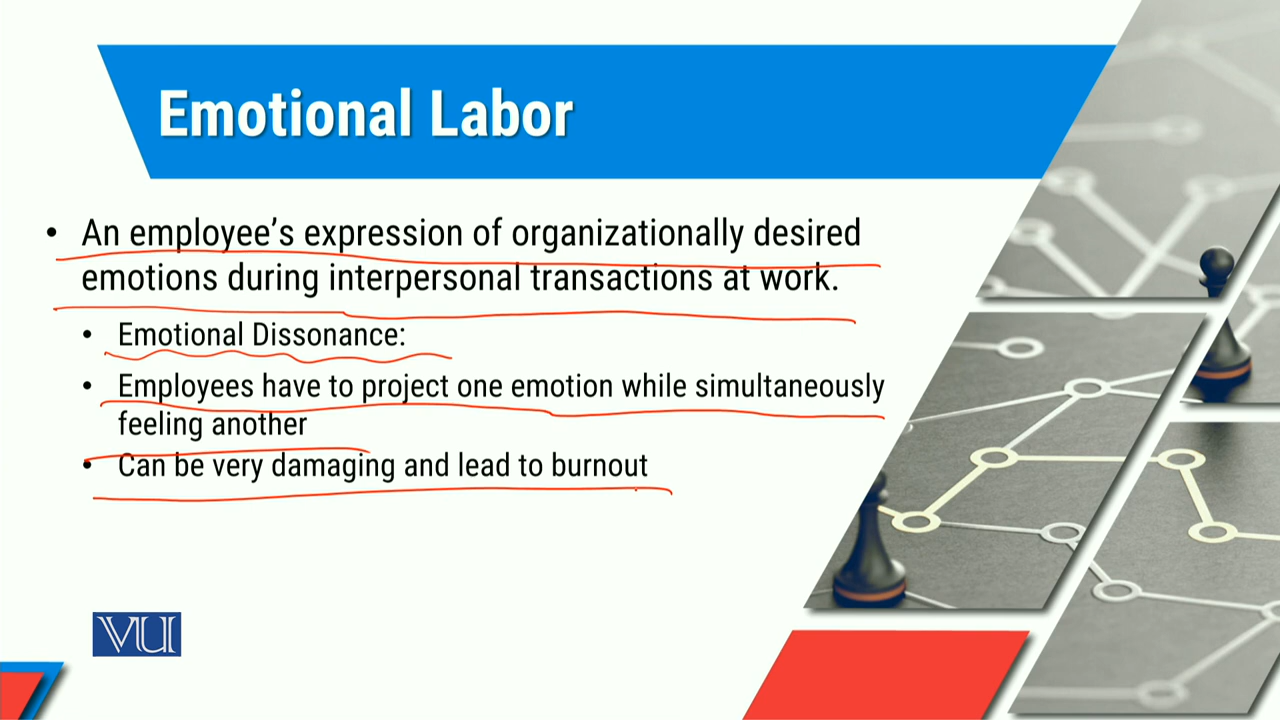 Emotional Labor
• An employee’s expression of organizationally desired
emotions during interpersonal transactions at work.
• Emotional Dissonance:
• Employees have to project one emotion while simultaneously
feeling another
• Can be very damaging and lead to burnout
VU